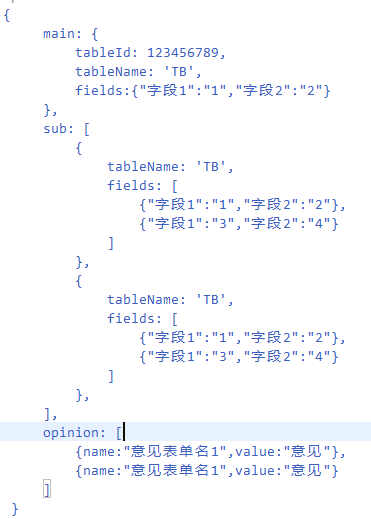 {
    main: {
        tableId: 123456789,
        tableName: 'TB',
        fields:{"字段1":"1","字段2":"2"}
    },
    sub: [
        {
            tableName: 'TB',
            fields: [
                {"字段1":"1","字段2":"2"},
                {"字段1":"3","字段2":"4"}
            ]
        },
        {
            tableName: 'TB',
            fields: [
                {"字段1":"1","字段2":"2"},
                {"字段1":"3","字段2":"4"}
            ]
        },
    ],
    opinion: [
        {name:"意见表单名1",value:"意见"},
        {name:"意见表单名1",value:"意见"}
    ]
}